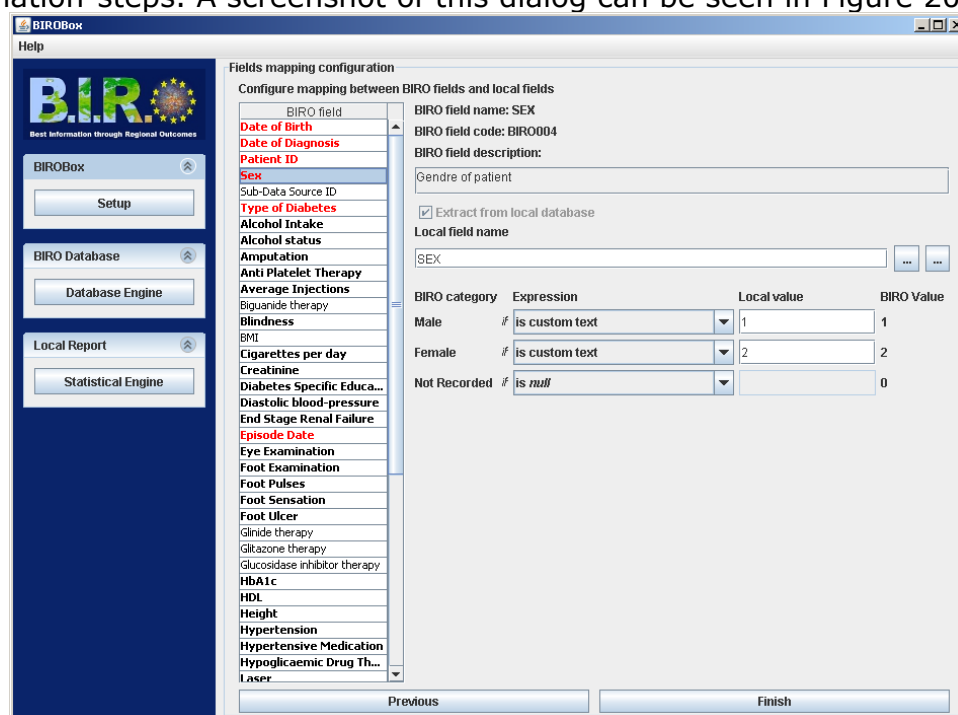 nation steps. A screenshot of this dialog can be seen in Figure 20
BIROBox
Help
B.I.R.O
Best Information through Regional Outcomes
BIROBox
Setup
BIRO Database
Database Engine
Local Report
Statistical Engine
Fields mapping configuration
Configure mapping between BIRO fields and local fields
BIRO field
Date of Birth
Date of Diagnosis
Patient ID
Sex
Sub-Data Source ID
Type of Diabetes
Alcohol Intake
Alcohol status
Amputation
Anti Platelet Therapy
Average Injections
Biguanide therapy
Blindness
BMI
Cigarettes per day
Creatinine
Diabetes Specific Educa...
Diastolic blood-pressure
End Stage Renal Failure
Episode Date
Eye Examination
Foot Examination
Foot Pulses
Foot Sensation
Foot Ulcer
Glinide therapy
Glitazone therapy
Glucosidase inhibitor therapy
HbA1c
HDL
Height
Hypertension
Hypertensive Medication
Hypoglicaemic Drug Th...
Laser
BIRO field name: SEX
BIRO field code: BIRO004
BIRO field description:
Gendre of patient
Extract from local database
Local field name
SEX ... ...
BIRO category Expression Local value BIRO Value
Male if is custom text 1 1
Female if is custom text 2 2
Not Recorded if is null 0
Previous Finish